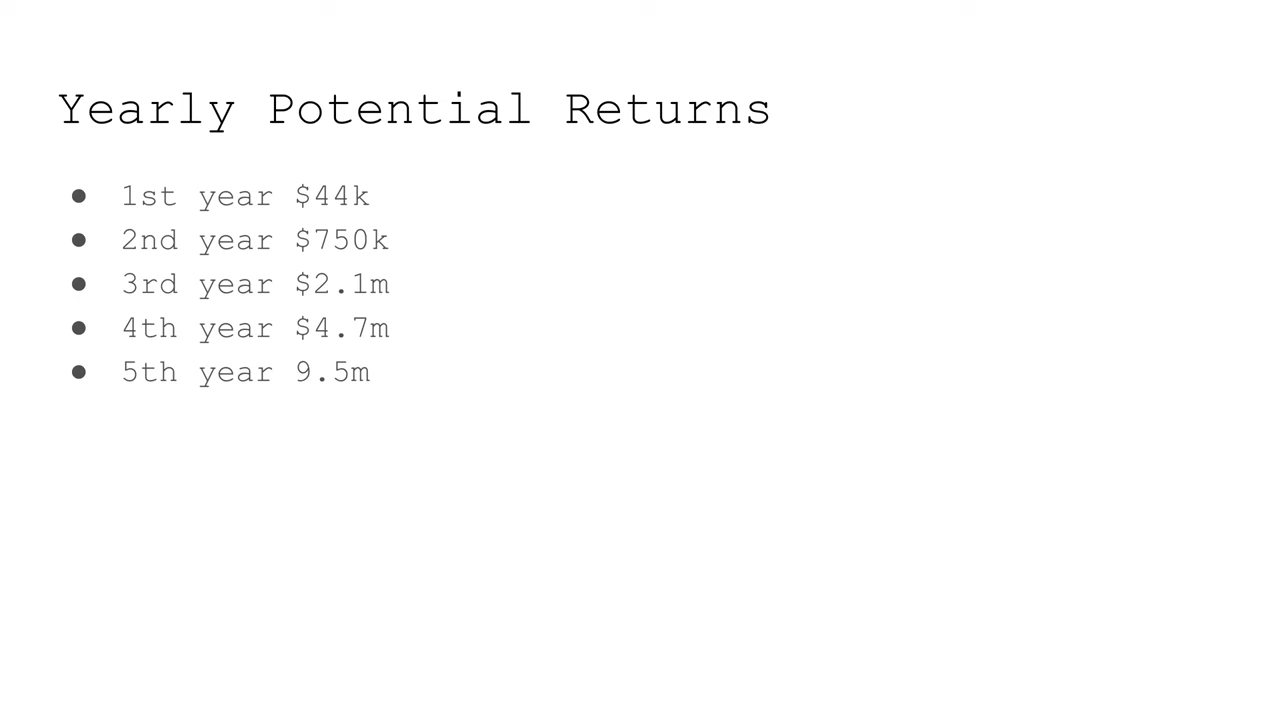 Yearly Potential Returns
● 1st year $44k
● 2nd year $750k
● 3rd year $2.1m
● 4th year $4.7m
● 5th year 9.5m